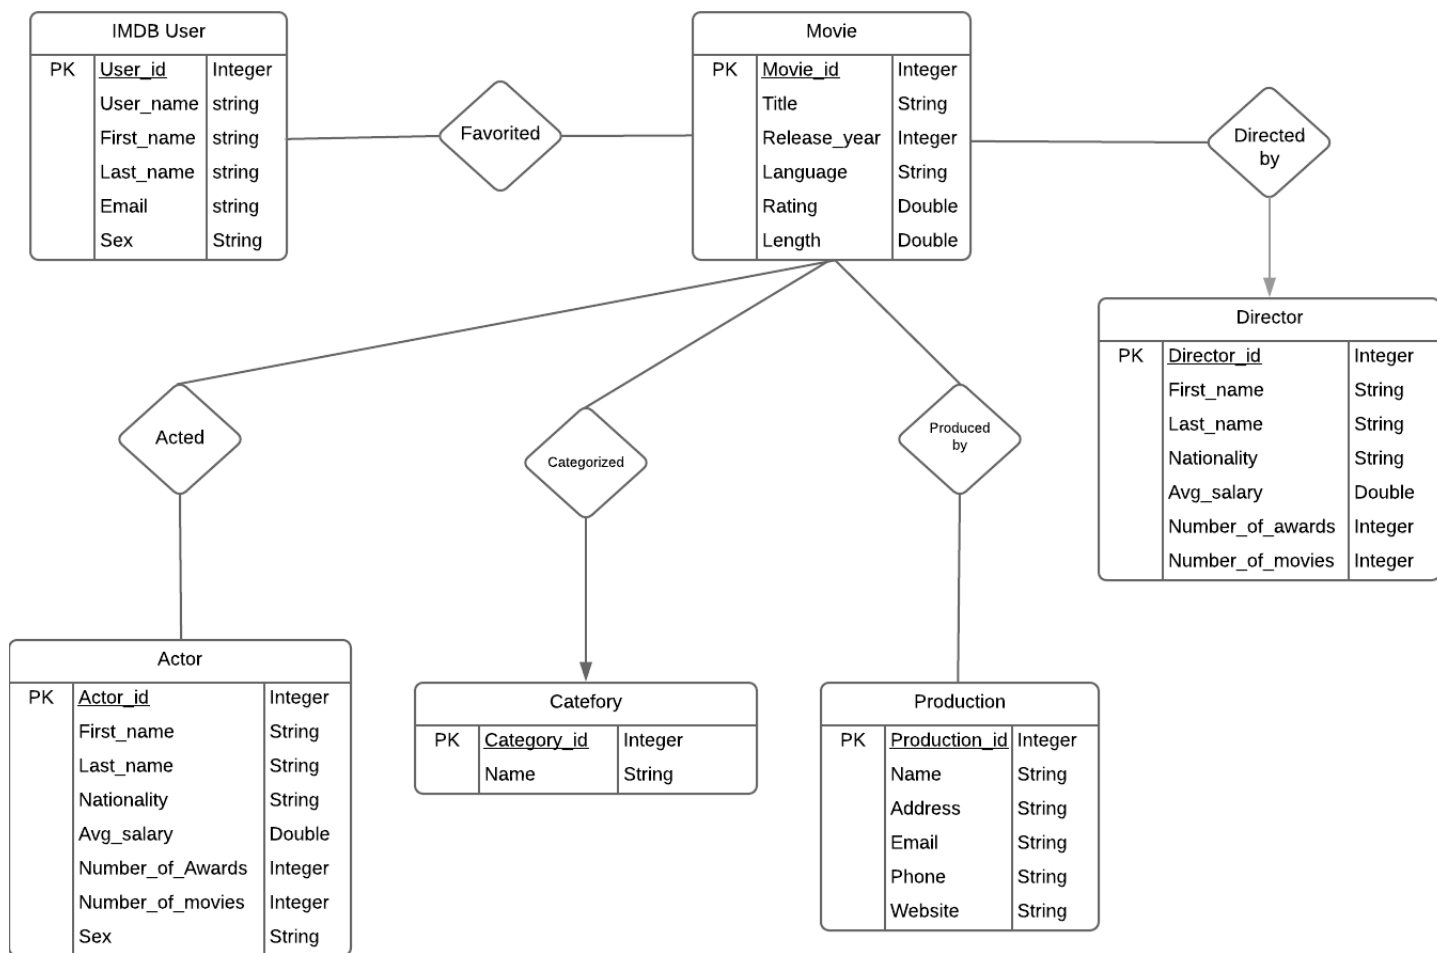 IMDB User
PK User_id Integer
User_name string
First_name string
Last_name string
Email string
Sex String
Favorited
Movie
PK Movie_id Integer
Title String
Release_year Integer
Language String
Rating Double
Length Double
Directed
by
Director
PK Director_id Integer
First_name String
Last_name String
Nationality String
Avg_salary Double
Number_of_awards Integer
Number_of_movies Integer
Acted
Categorized
Produced
by
Actor
PK Actor_id Integer
First_name String
Last_name String
Nationality String
Avg_salary Double
Number_of_Awards Integer
Number_of_movies Integer
Sex String
Catefory
PK Category_id Integer
Name String
Production
PK Production_id Integer
Name String
Address String
Email String
Phone String
Website String